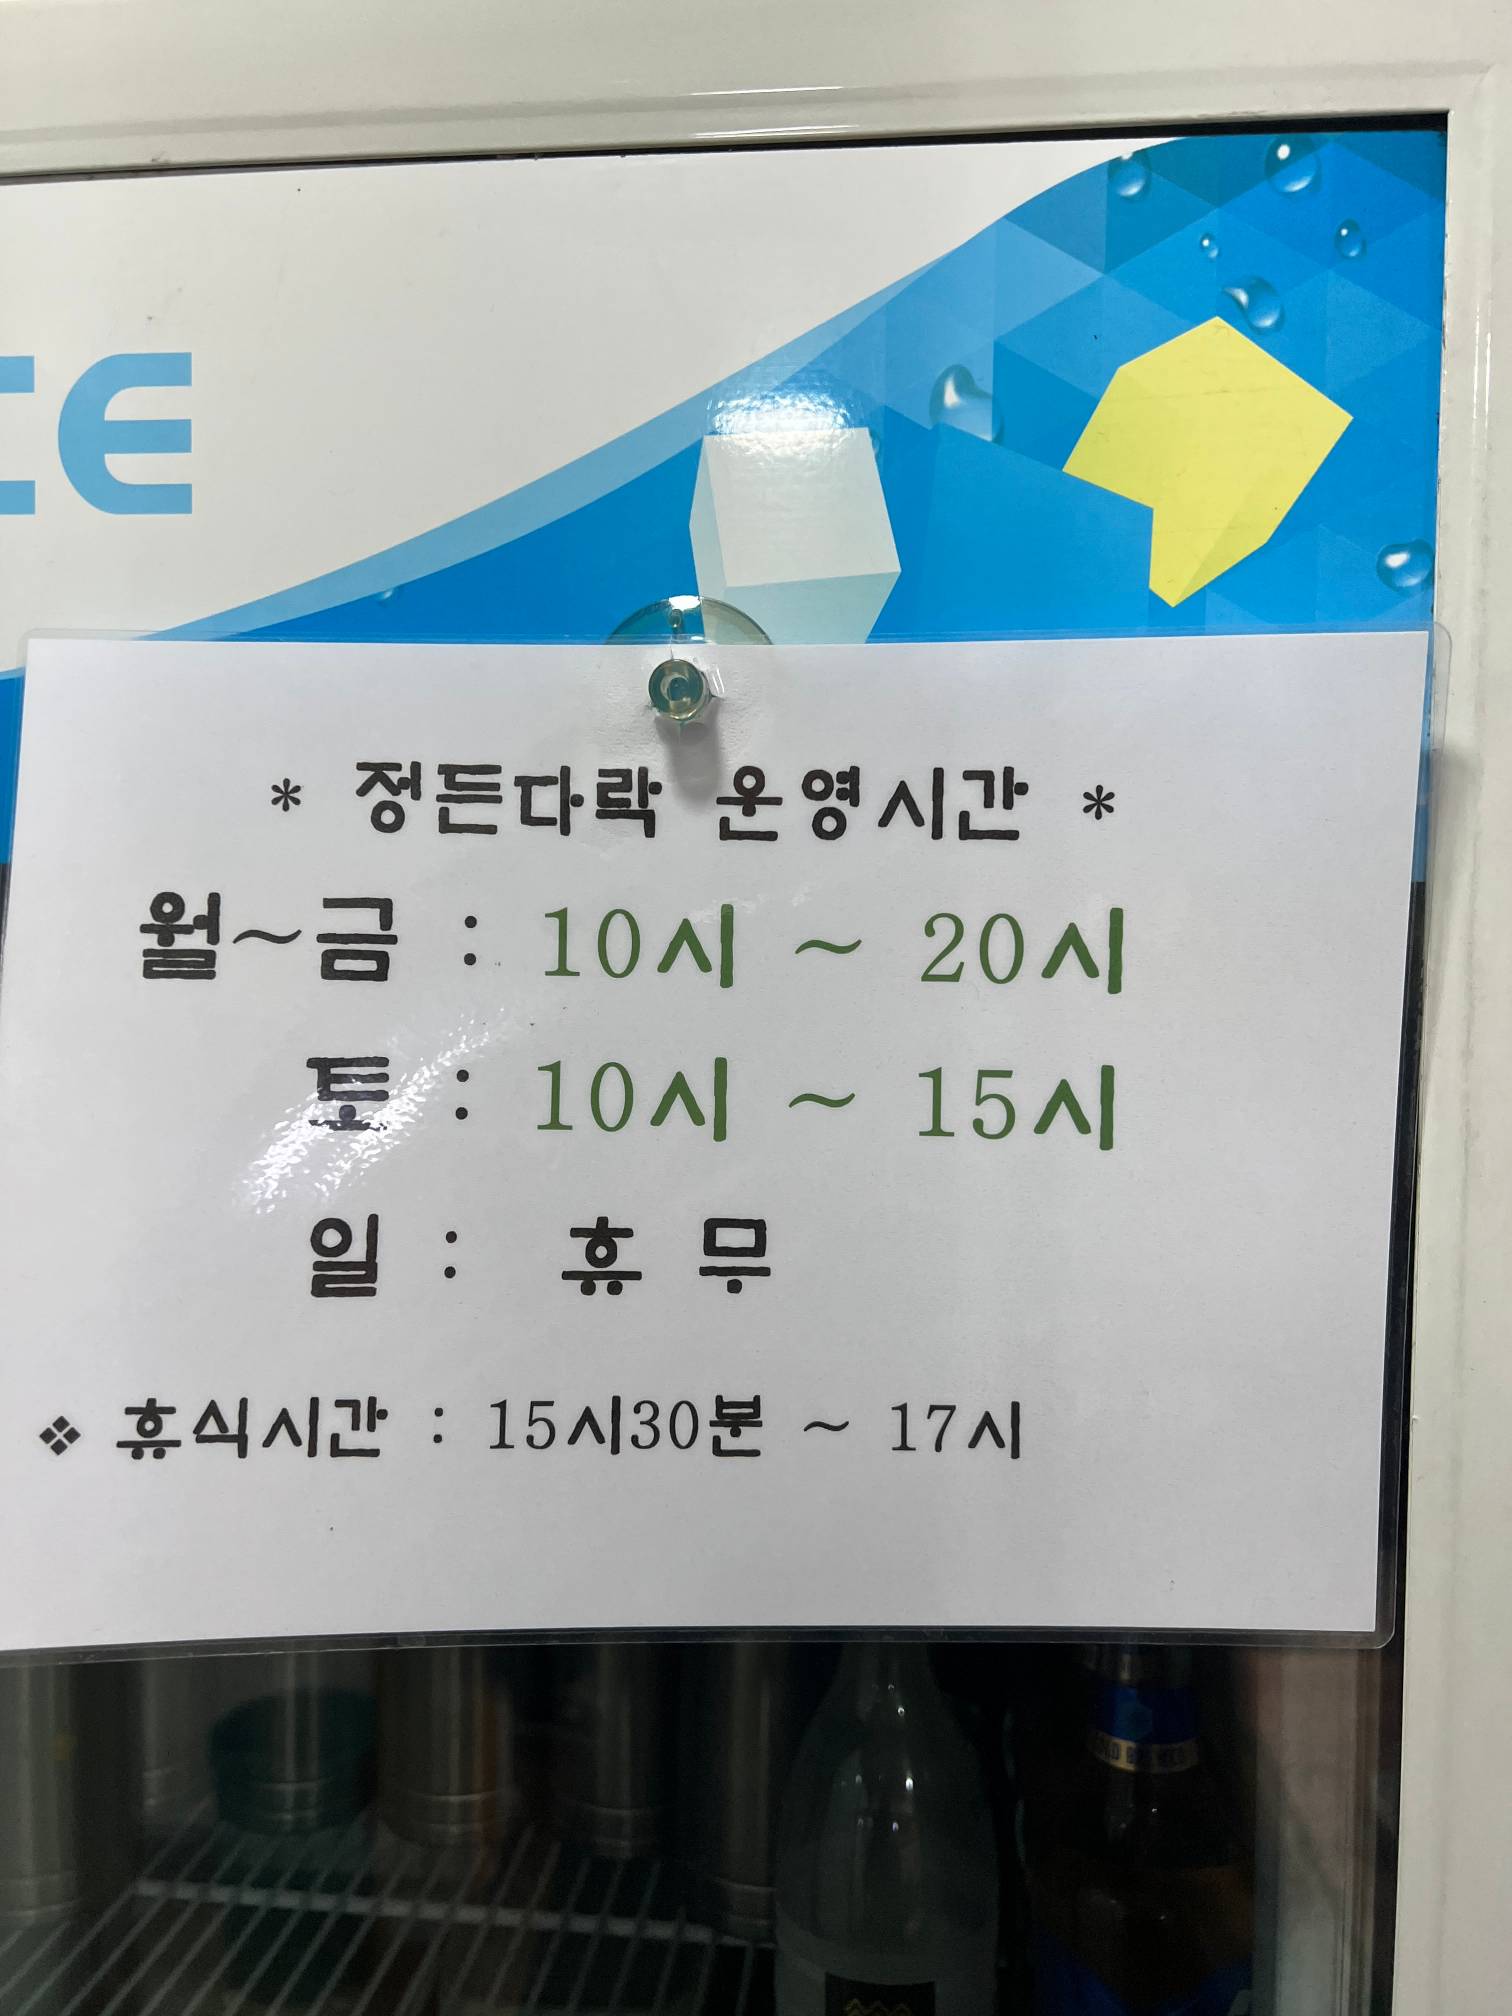 * 정든다락 운영시간 *
월~금 : 10시 ~ 20시
토 : 10시 ~ 15시
일 : 휴 무
❖ 휴식시간 : 15시30분 ~ 17시